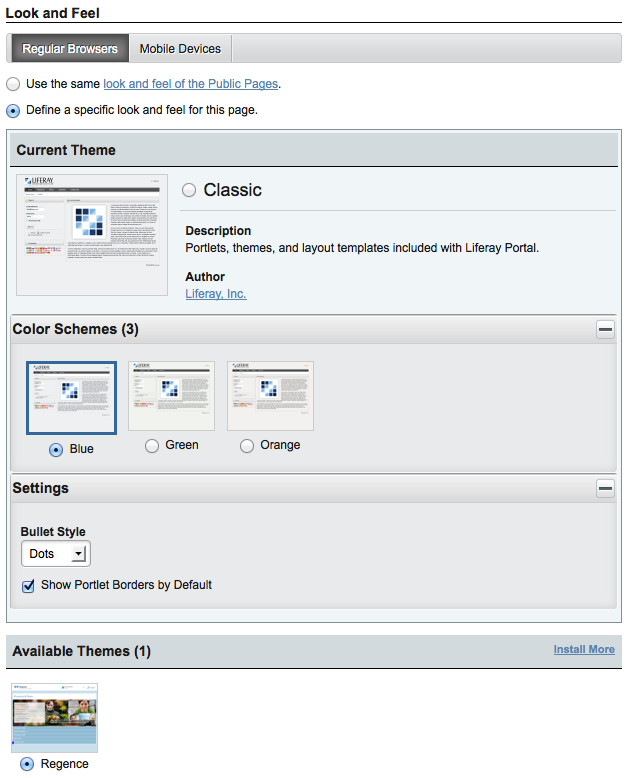 Look and Feel
Regular Browsers
Mobile Devices
Use the same look and feel of the Public Pages.
Define a specific look and feel for this page.
Current Theme
LIFERAY
Classic
Description
Portlets, themes, and layout templates included with Liferay Portal.
Author
Liferay, Inc.
Color Schemes (3)
Blue
Green
Orange
Settings
Bullet Style
Dots
Show Portlet Borders by Default
Available Themes (1)
Install More
Regence